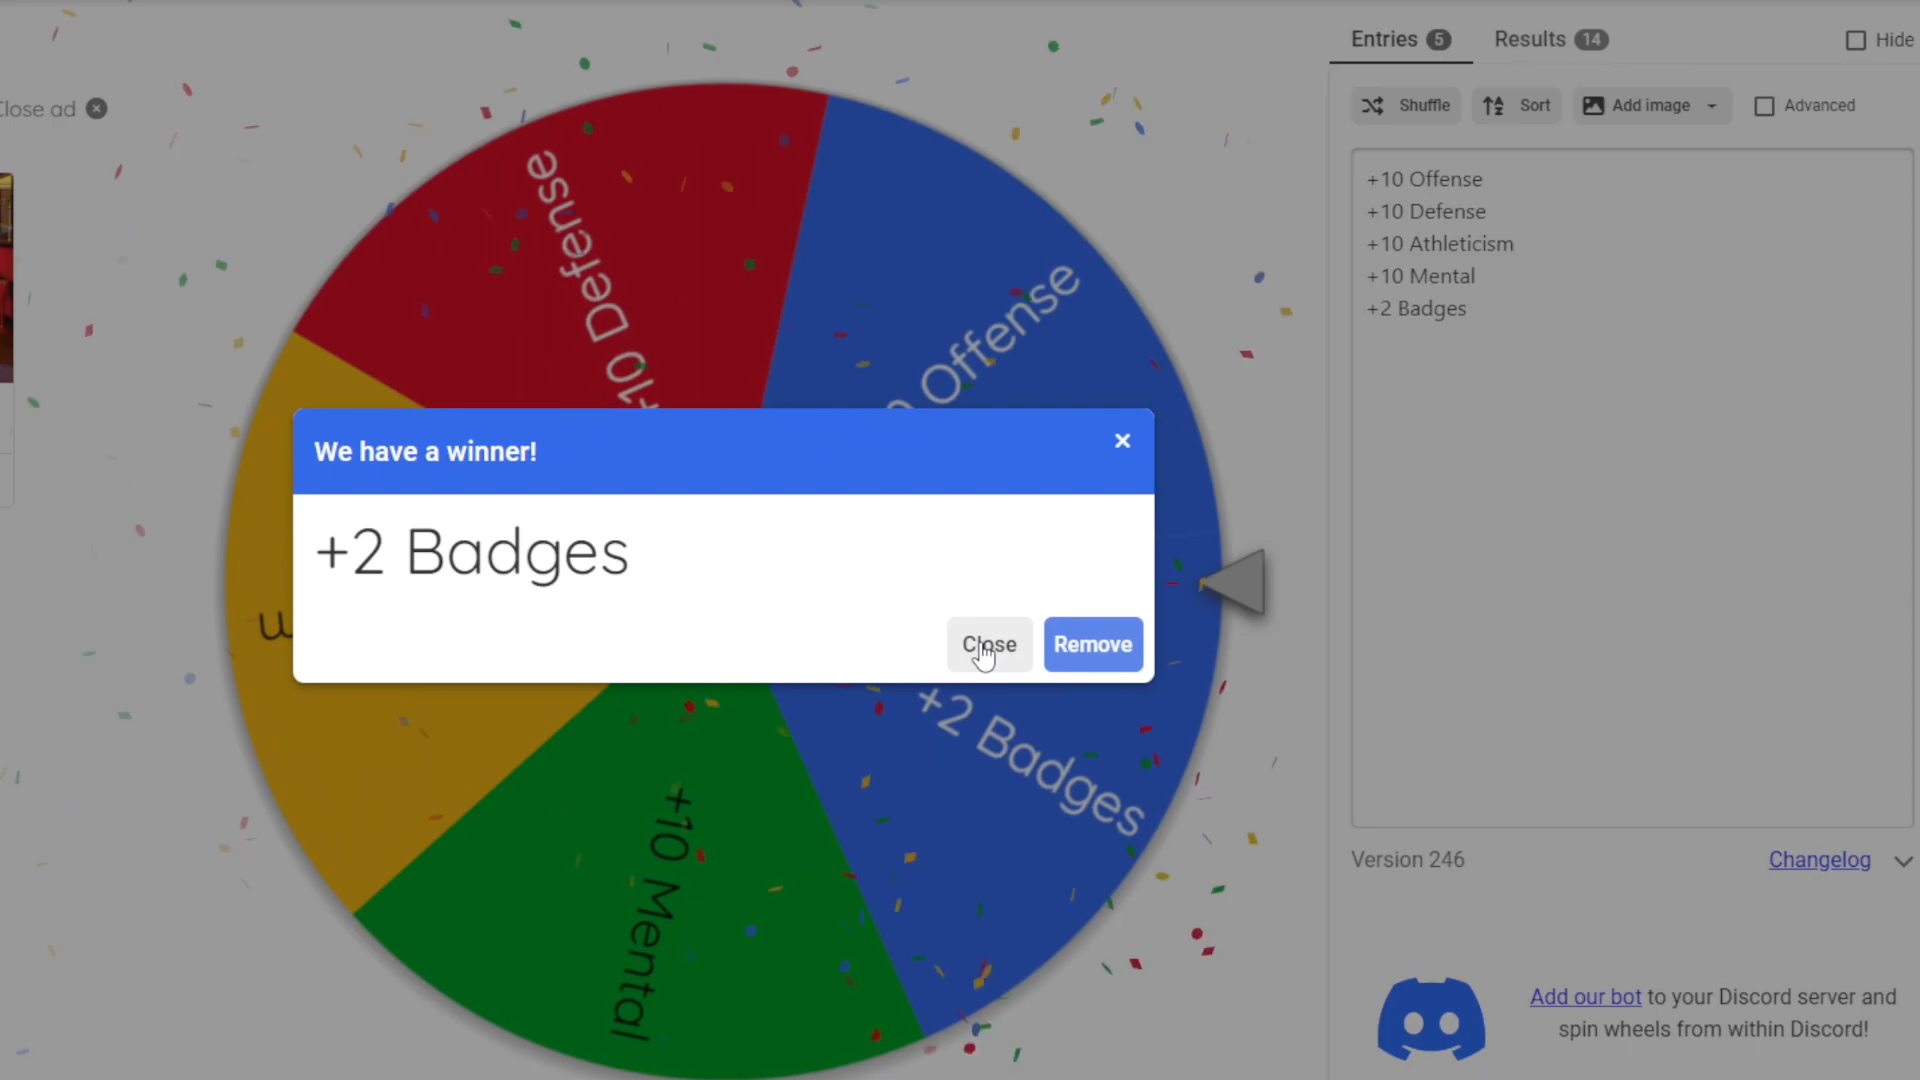 Entries 5
Results 14
Hide
Close ad
Shuffle
Sort
Add image
Advanced
+10 Offense
+10 Defense
+10 Athleticism
+10 Mental
+2 Badges
10 Defense
Offense
We have a winner!
+2 Badges
Close
Remove
+2 Badges
+10 Mental
Version 246
Changelog
Add our bot to your Discord server and
spin wheels from within Discord!